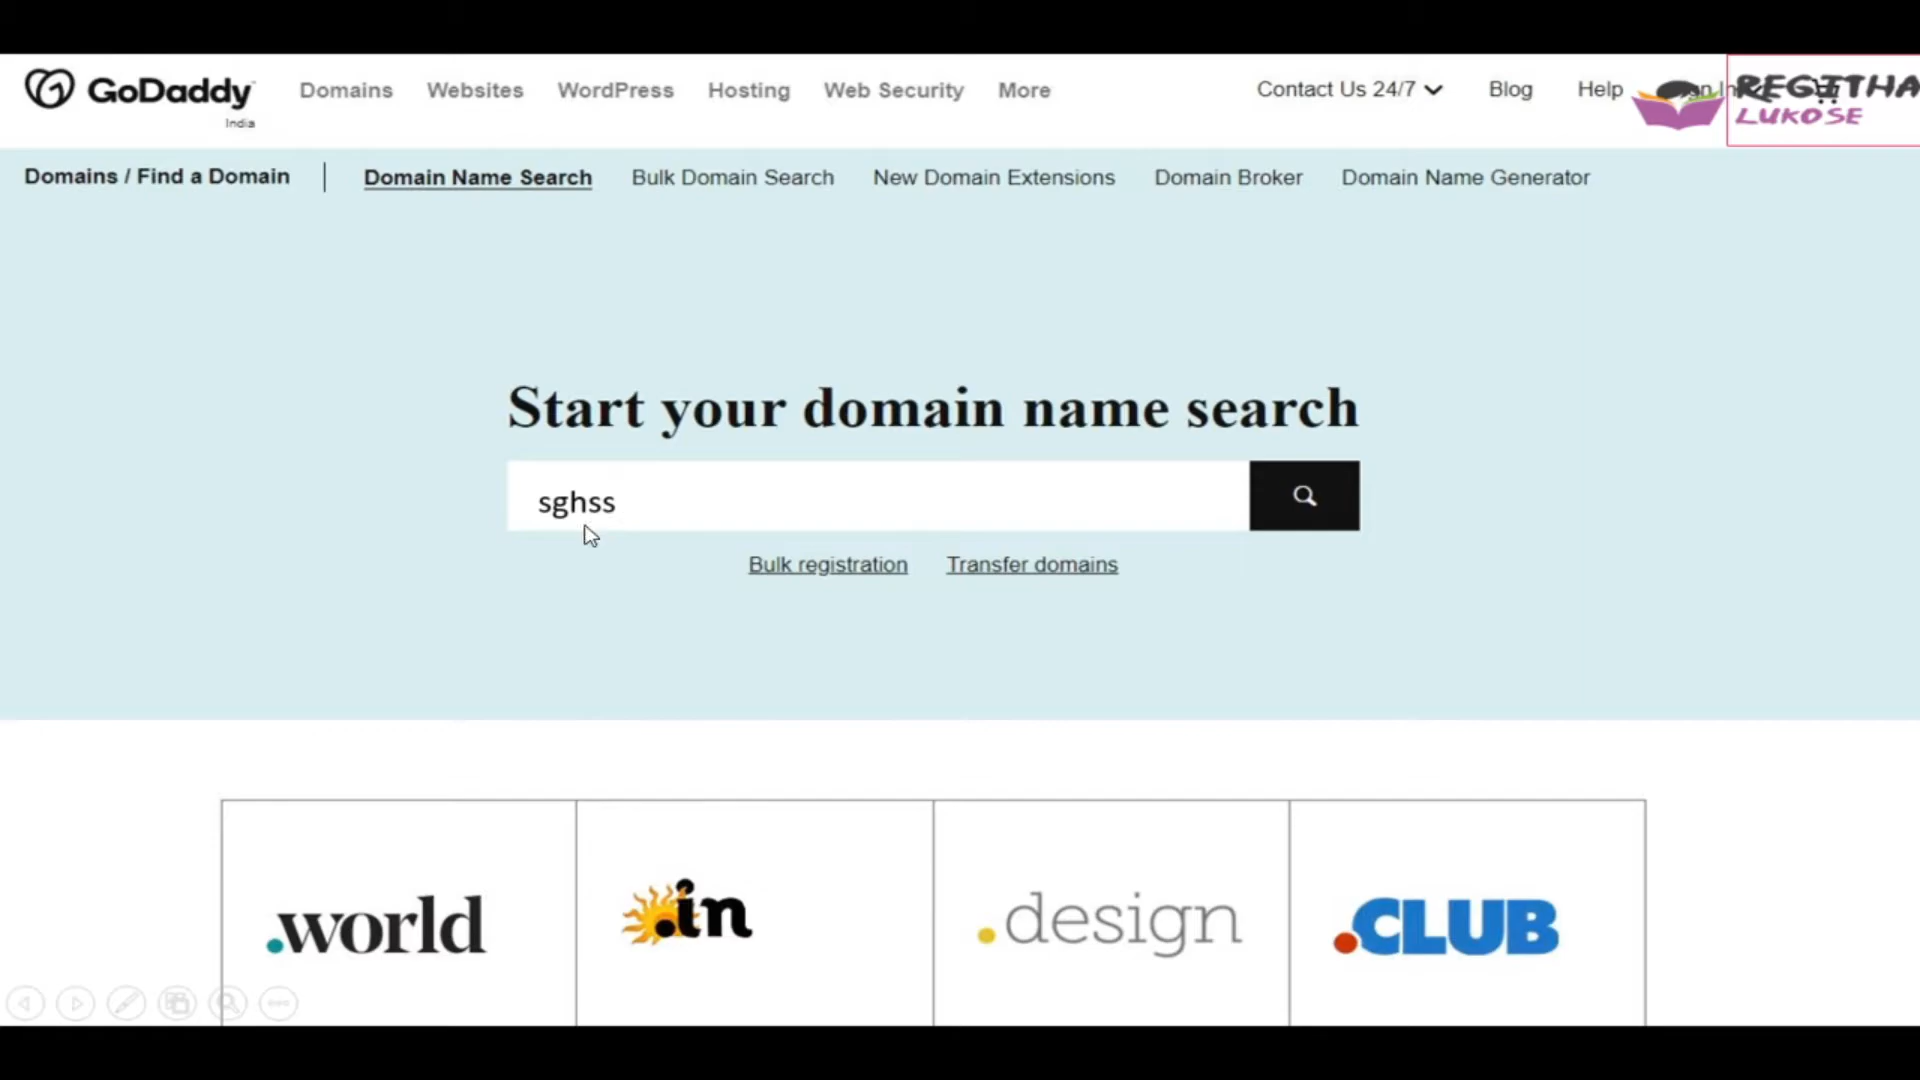 GoDaddy
India
Domains Websites WordPress Hosting Web Security More
Contact Us 24/7 Blog Help
REGITHA
LUKOSE
Domains / Find a Domain Domain Name Search Bulk Domain Search New Domain Extensions Domain Broker Domain Name Generator
Start your domain name search
sghss
Bulk registration Transfer domains
.world .in .design .CLUB